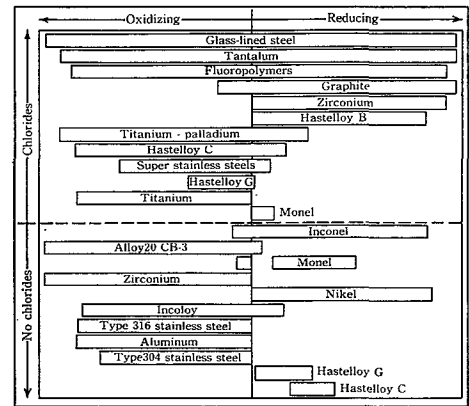 Oxidizing
Reducing
Chlorides
Glass-lined steel
Tantalum
Fluoropolymers
Graphite
Zirconium
Hastelloy B
Titanium - palladium
Hastelloy C
Super stainless steels
Hastelloy G
Titanium
Monel
No chlorides
Inconel
Alloy20 CB-3
Monel
Zirconium
Nikel
Incoloy
Type 316 stainless steel
Aluminum
Type304 stainless steel
Hastelloy G
Hastelloy C